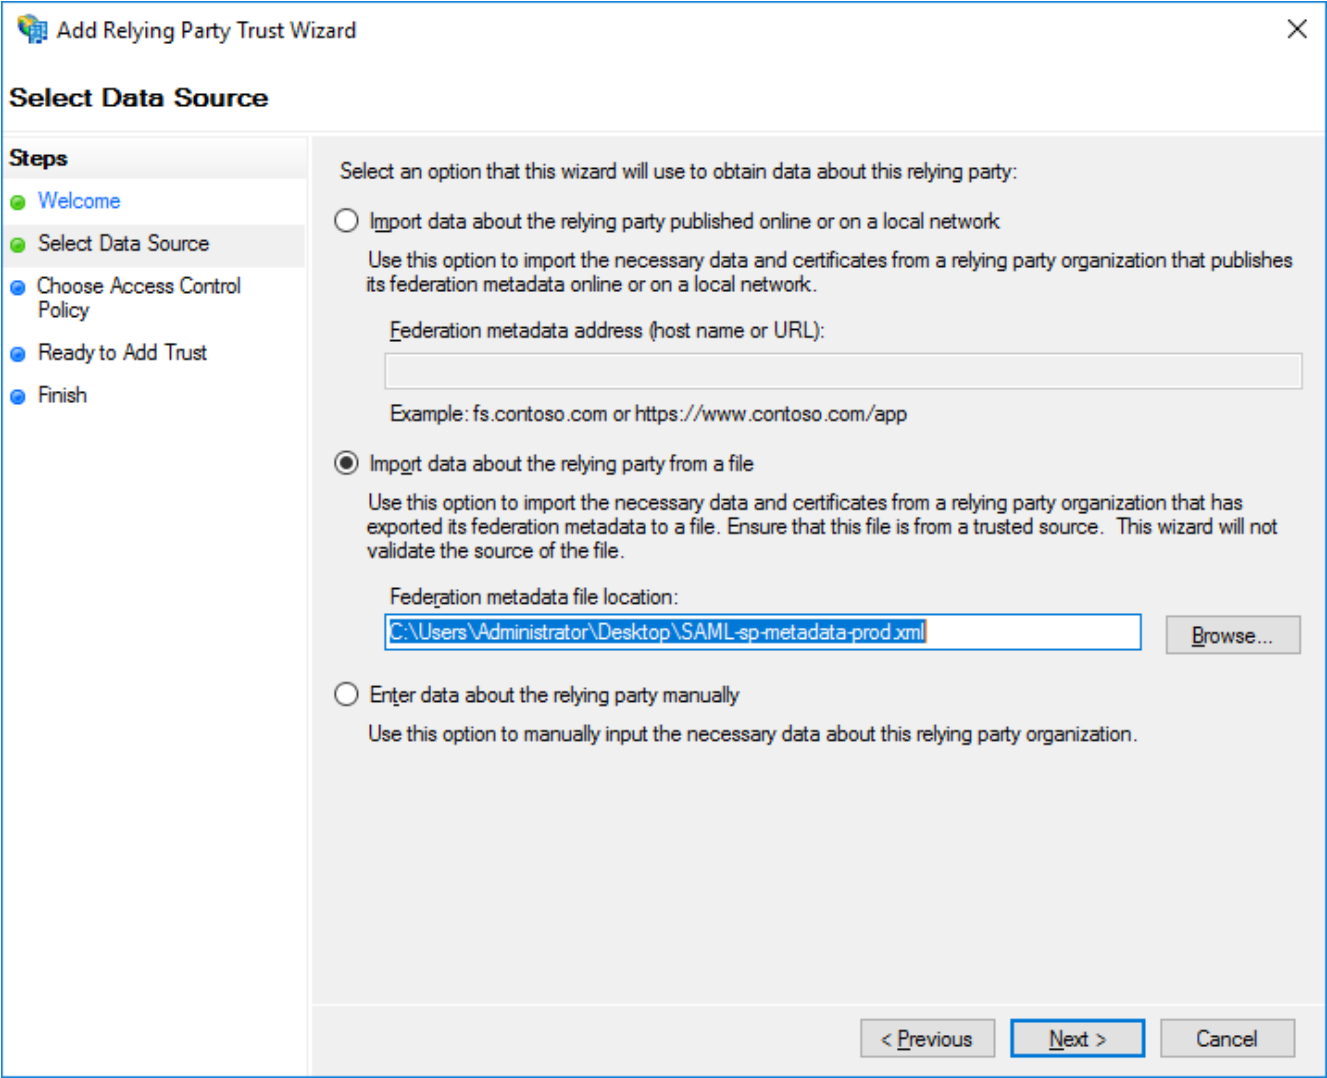 Add Relying Party Trust Wizard
Select Data Source
Steps
Welcome
Select Data Source
Choose Access Control
Policy
Ready to Add Trust
Finish
Select an option that this wizard will use to obtain data about this relying party:
Import data about the relying party published online or on a local network
Use this option to import the necessary data and certificates from a relying party organization that publishes
its federation metadata online or on a local network.
Federation metadata address (host name or URL):
Example: fs.contoso.com or https://www.contoso.com/app
Import data about the relying party from a file
Use this option to import the necessary data and certificates from a relying party organization that has
exported its federation metadata to a file. Ensure that this file is from a trusted source.  This wizard will not
validate the source of the file.
Federation metadata file location:
C:\Users\Administrator\Desktop\SAML-sp-metadata-prod.xml
Browse...
Enter data about the relying party manually
Use this option to manually input the necessary data about this relying party organization.
< Previous
Next >
Cancel